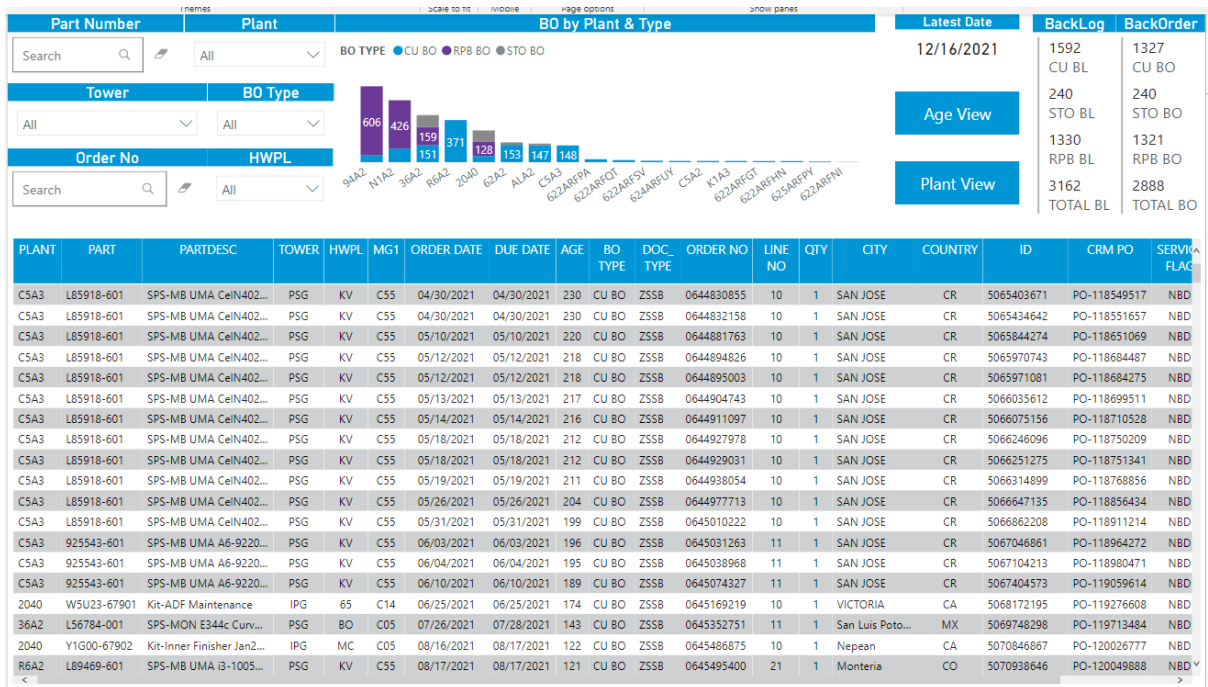 Themes Scale to fit Mobile Page options Show panes
Part Number Plant BO by Plant & Type Latest Date BackLog BackOrder
Search All BO TYPE CU BO RPB BO STO BO 12/16/2021 1592 1327
CU BL CU BO
Tower BO Type 240 240
All All 606 426 159 151 371 128 153 147 148 Age View STO BL STO BO
1330 1321
Order No HWPL RPB BL RPB BO
94A2 N1A2 36A2 R6A2 2040 62A2 ALA2 C5A3 622ARFPA 622ARFQT 622ARFSV 624ARFUY C5A2 K1A3 622ARFGT 622ARFHN 625ARFPY 622ARFNI
Search All Plant View 3162 2888
TOTAL BL TOTAL BO
PLANT PART PARTDESC TOWER HWPL MG1 ORDER DATE DUE DATE AGE BO TYPE DOC_ TYPE ORDER NO LINE NO QTY CITY COUNTRY ID CRM PO SERVIC FLAG
C5A3 L85918-601 SPS-MB UMA CelN402... PSG KV C55 04/30/2021 04/30/2021 230 CU BO ZSSB 0644830855 10 1 SAN JOSE CR 5065403671 PO-118549517 NBD
C5A3 L85918-601 SPS-MB UMA CelN402... PSG KV C55 04/30/2021 04/30/2021 230 CU BO ZSSB 0644832158 10 1 SAN JOSE CR 5065434642 PO-118551657 NBD
C5A3 L85918-601 SPS-MB UMA CelN402... PSG KV C55 05/10/2021 05/10/2021 220 CU BO ZSSB 0644881763 10 1 SAN JOSE CR 5065844274 PO-118651069 NBD
C5A3 L85918-601 SPS-MB UMA CelN402... PSG KV C55 05/12/2021 05/12/2021 218 CU BO ZSSB 0644894826 10 1 SAN JOSE CR 5065970743 PO-118684487 NBD
C5A3 L85918-601 SPS-MB UMA CelN402... PSG KV C55 05/12/2021 05/12/2021 218 CU BO ZSSB 0644895003 10 1 SAN JOSE CR 5065971081 PO-118684275 NBD
C5A3 L85918-601 SPS-MB UMA CelN402... PSG KV C55 05/13/2021 05/13/2021 217 CU BO ZSSB 0644904743 10 1 SAN JOSE CR 5066035612 PO-118699511 NBD
C5A3 L85918-601 SPS-MB UMA CelN402... PSG KV C55 05/14/2021 05/14/2021 216 CU BO ZSSB 0644911097 10 1 SAN JOSE CR 5066075156 PO-118710528 NBD
C5A3 L85918-601 SPS-MB UMA CelN402... PSG KV C55 05/18/2021 05/18/2021 212 CU BO ZSSB 0644927978 10 1 SAN JOSE CR 5066246096 PO-118750209 NBD
C5A3 L85918-601 SPS-MB UMA CelN402... PSG KV C55 05/18/2021 05/18/2021 212 CU BO ZSSB 0644929031 10 1 SAN JOSE CR 5066251275 PO-118751341 NBD
C5A3 L85918-601 SPS-MB UMA CelN402... PSG KV C55 05/19/2021 05/19/2021 211 CU BO ZSSB 0644938054 10 1 SAN JOSE CR 5066314899 PO-118768856 NBD
C5A3 L85918-601 SPS-MB UMA CelN402... PSG KV C55 05/26/2021 05/26/2021 204 CU BO ZSSB 0644977713 10 1 SAN JOSE CR 5066647135 PO-118856434 NBD
C5A3 L85918-601 SPS-MB UMA CelN402... PSG KV C55 05/31/2021 05/31/2021 199 CU BO ZSSB 0645010222 10 1 SAN JOSE CR 5066862208 PO-118911214 NBD
C5A3 925543-601 SPS-MB UMA A6-9220... PSG KV C55 06/03/2021 06/03/2021 196 CU BO ZSSB 0645031263 11 1 SAN JOSE CR 5067046861 PO-118964272 NBD
C5A3 925543-601 SPS-MB UMA A6-9220... PSG KV C55 06/04/2021 06/04/2021 195 CU BO ZSSB 0645038968 11 1 SAN JOSE CR 5067104213 PO-118980471 NBD
C5A3 925543-601 SPS-MB UMA A6-9220... PSG KV C55 06/10/2021 06/10/2021 189 CU BO ZSSB 0645074327 11 1 SAN JOSE CR 5067404573 PO-119059614 NBD
2040 W5U23-67901 Kit-ADF Maintenance IPG 65 C14 06/25/2021 06/25/2021 174 CU BO ZSSB 0645169219 10 1 VICTORIA CA 5068172195 PO-119276608 NBD
36A2 L56784-001 SPS-MON E344c Curv... PSG BO C05 07/26/2021 07/28/2021 143 CU BO ZSSB 0645352751 11 1 San Luis Poto... MX 5069748298 PO-119713484 NBD
2040 Y1G00-67902 Kit-Inner Finisher Jan2... IPG MC C05 08/16/2021 08/17/2021 122 CU BO ZSSB 0645486875 10 1 Nepean CA 5070846867 PO-120026777 NBD
R6A2 L89469-601 SPS-MB UMA i3-1005... PSG KV C55 08/17/2021 08/17/2021 121 CU BO ZSSB 0645495400 21 1 Monteria CO 5070938646 PO-120049888 NBD